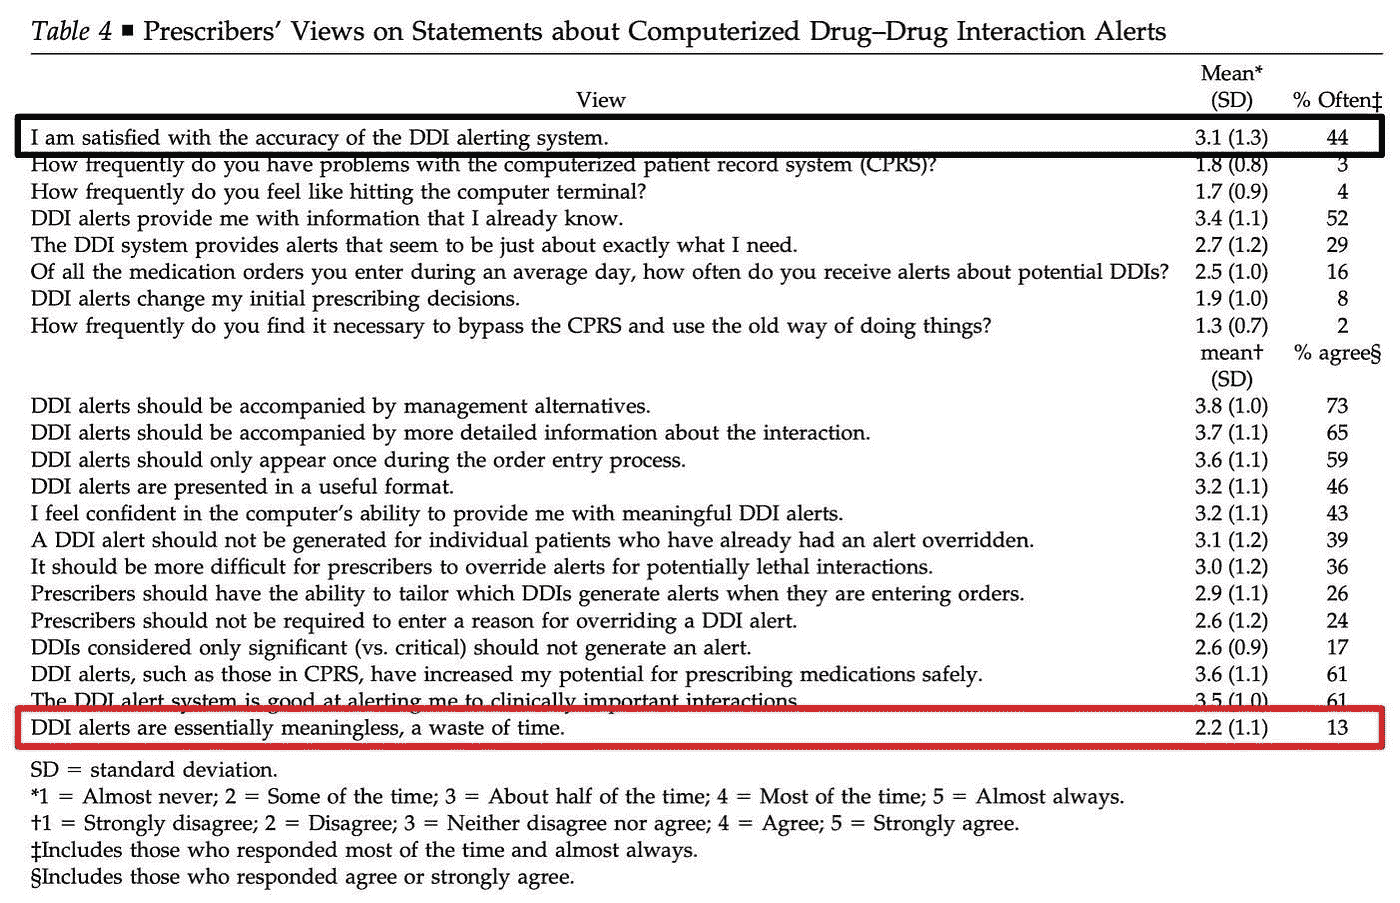 Table 4 ■ Prescribers' Views on Statements about Computerized Drug–Drug Interaction Alerts
Mean*
View (SD) % Often‡
I am satisfied with the accuracy of the DDI alerting system. 3.1 (1.3) 44
How frequently do you have problems with the computerized patient record system (CPRS)? 1.8 (0.8) 3
How frequently do you feel like hitting the computer terminal? 1.7 (0.9) 4
DDI alerts provide me with information that I already know. 3.4 (1.1) 52
The DDI system provides alerts that seem to be just about exactly what I need. 2.7 (1.2) 29
Of all the medication orders you enter during an average day, how often do you receive alerts about potential DDIs? 2.5 (1.0) 16
DDI alerts change my initial prescribing decisions. 1.9 (1.0) 8
How frequently do you find it necessary to bypass the CPRS and use the old way of doing things? 1.3 (0.7) 2
mean† % agree§
(SD)
DDI alerts should be accompanied by management alternatives. 3.8 (1.0) 73
DDI alerts should be accompanied by more detailed information about the interaction. 3.7 (1.1) 65
DDI alerts should only appear once during the order entry process. 3.6 (1.1) 59
DDI alerts are presented in a useful format. 3.2 (1.1) 46
I feel confident in the computer's ability to provide me with meaningful DDI alerts. 3.2 (1.1) 43
A DDI alert should not be generated for individual patients who have already had an alert overridden. 3.1 (1.2) 39
It should be more difficult for prescribers to override alerts for potentially lethal interactions. 3.0 (1.2) 36
Prescribers should have the ability to tailor which DDIs generate alerts when they are entering orders. 2.9 (1.1) 26
Prescribers should not be required to enter a reason for overriding a DDI alert. 2.6 (1.2) 24
DDIs considered only significant (vs. critical) should not generate an alert. 2.6 (0.9) 17
DDI alerts, such as those in CPRS, have increased my potential for prescribing medications safely. 3.6 (1.1) 61
The DDI alert system is good at alerting me to clinically important interactions. 3.5 (1.0) 61
DDI alerts are essentially meaningless, a waste of time. 2.2 (1.1) 13
SD = standard deviation.
*1 = Almost never; 2 = Some of the time; 3 = About half of the time; 4 = Most of the time; 5 = Almost always.
†1 = Strongly disagree; 2 = Disagree; 3 = Neither disagree nor agree; 4 = Agree; 5 = Strongly agree.
‡Includes those who responded most of the time and almost always.
§Includes those who responded agree or strongly agree.